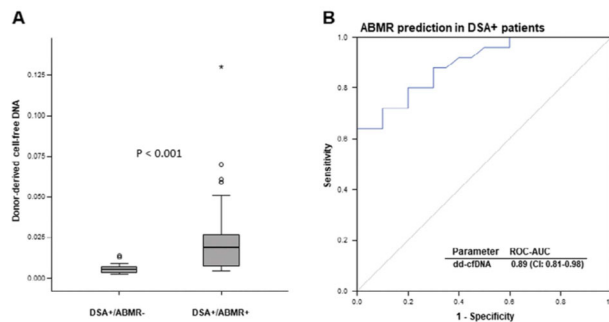 A
Donor-derived cell-free DNA
0.125
0.100
0.075
0.050
0.025
0.000
P < 0.001
DSA+/ABMR-
DSA+/ABMR+
B
ABMR prediction in DSA+ patients
Sensitivity
1.0
0.8
0.6
0.4
0.2
0.0
Parameter ROC-AUC
dd-cfDNA 0.89 (CI: 0.81-0.98)
0.0 0.2 0.4 0.6 0.8
1 - Specificity